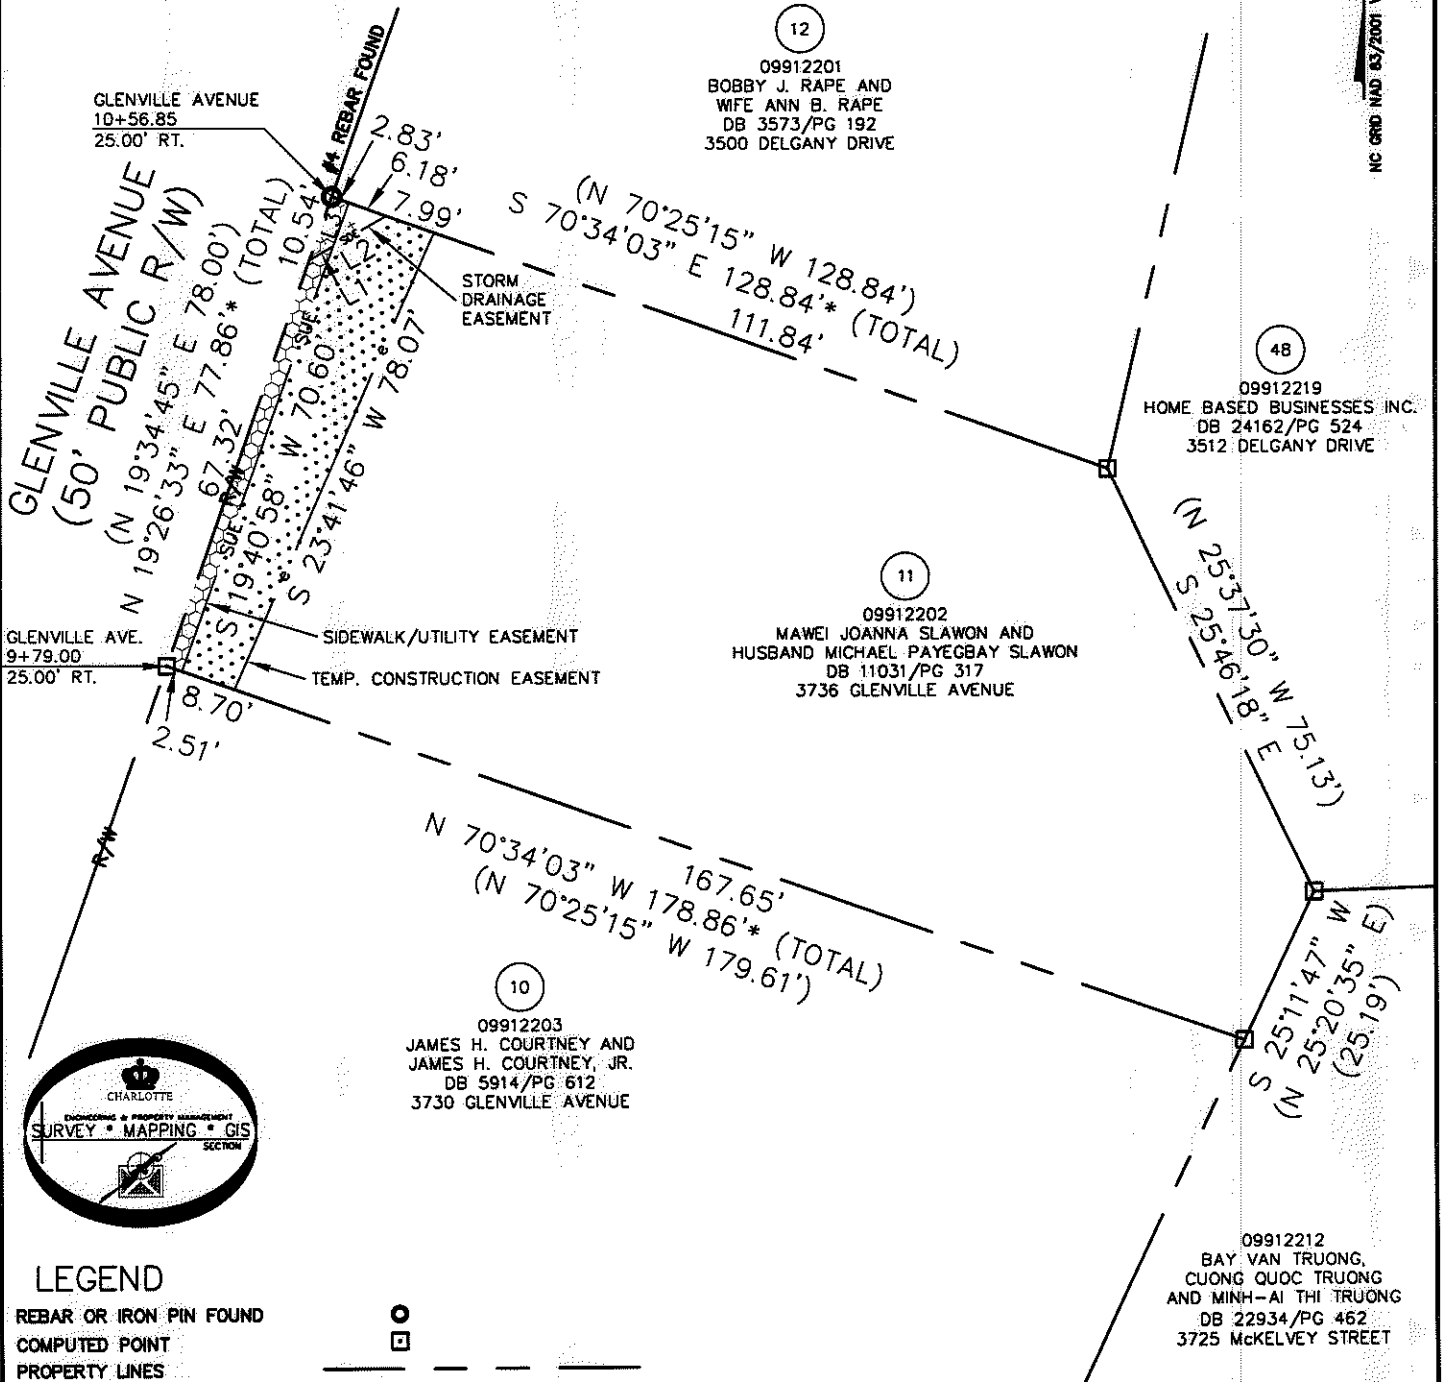 12
09912201
BOBBY J. RAPE AND
WIFE ANN B. RAPE
DB 3573/PG 192
3500 DELGANY DRIVE
NC GRID NAD 83/2001
GLENVILLE AVENUE
10+56.85
25.00' RT.
#4 REBAR FOUND
2.83'
6.18'
7.99'
GLENVILLE AVENUE
(50' PUBLIC R/W)
(N 19°34'45" E 78.00')
N 19°26'33" E 77.86'* (TOTAL)
67.32'
10.54'
L3
L2
L1
STORM
DRAINAGE
EASEMENT
(N 70°25'15" W 128.84')
S 70°34'03" E 128.84'* (TOTAL)
111.84'
SUE
SUE
R/W
S 19°40'58" W 70.60'
e
e
S 23°41'46" W 78.07'
48
09912219
HOME BASED BUSINESSES INC.
DB 24162/PG 524
3512 DELGANY DRIVE
(N 25°37'30" W 75.13')
S 25°46'18" E
11
09912202
MAWEI JOANNA SLAWON AND
HUSBAND MICHAEL PAYEGBAY SLAWON
DB 11031/PG 317
3736 GLENVILLE AVENUE
GLENVILLE AVE.
9+79.00
25.00' RT.
SIDEWALK/UTILITY EASEMENT
TEMP. CONSTRUCTION EASEMENT
8.70'
2.51'
R/W
167.65'
N 70°34'03" W 178.86'* (TOTAL)
(N 70°25'15" W 179.61')
S 25°11'47" W
(N 25°20'35" E)
(25.19')
10
09912203
JAMES H. COURTNEY AND
JAMES H. COURTNEY, JR.
DB 5914/PG 612
3730 GLENVILLE AVENUE
CHARLOTTE
ENGINEERING & PROPERTY MANAGEMENT
SURVEY * MAPPING * GIS
SECTION
09912212
BAY VAN TRUONG,
CUONG QUOC TRUONG
AND MINH-AI THI TRUONG
DB 22934/PG 462
3725 McKELVEY STREET
LEGEND
REBAR OR IRON PIN FOUND
COMPUTED POINT
PROPERTY LINES